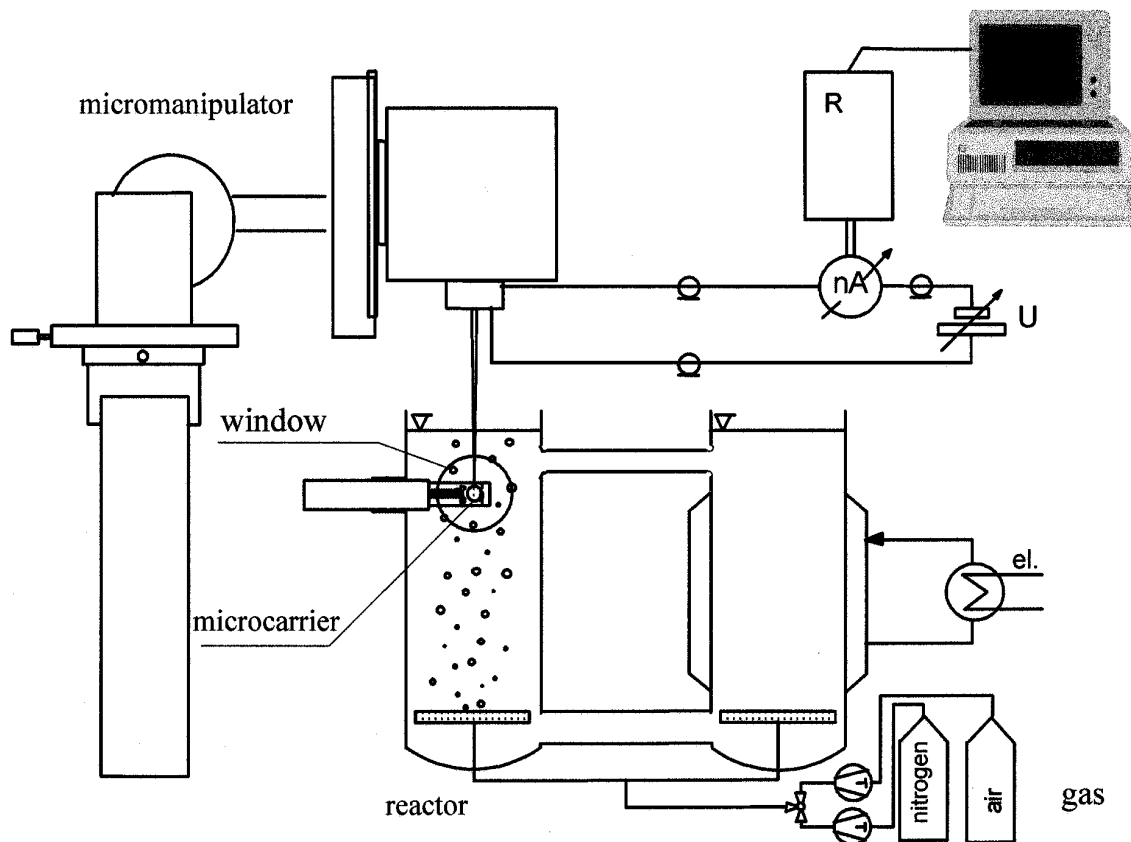 micromanipulator
R
nA
U
window
el.
microcarrier
nitrogen
air
gas
reactor